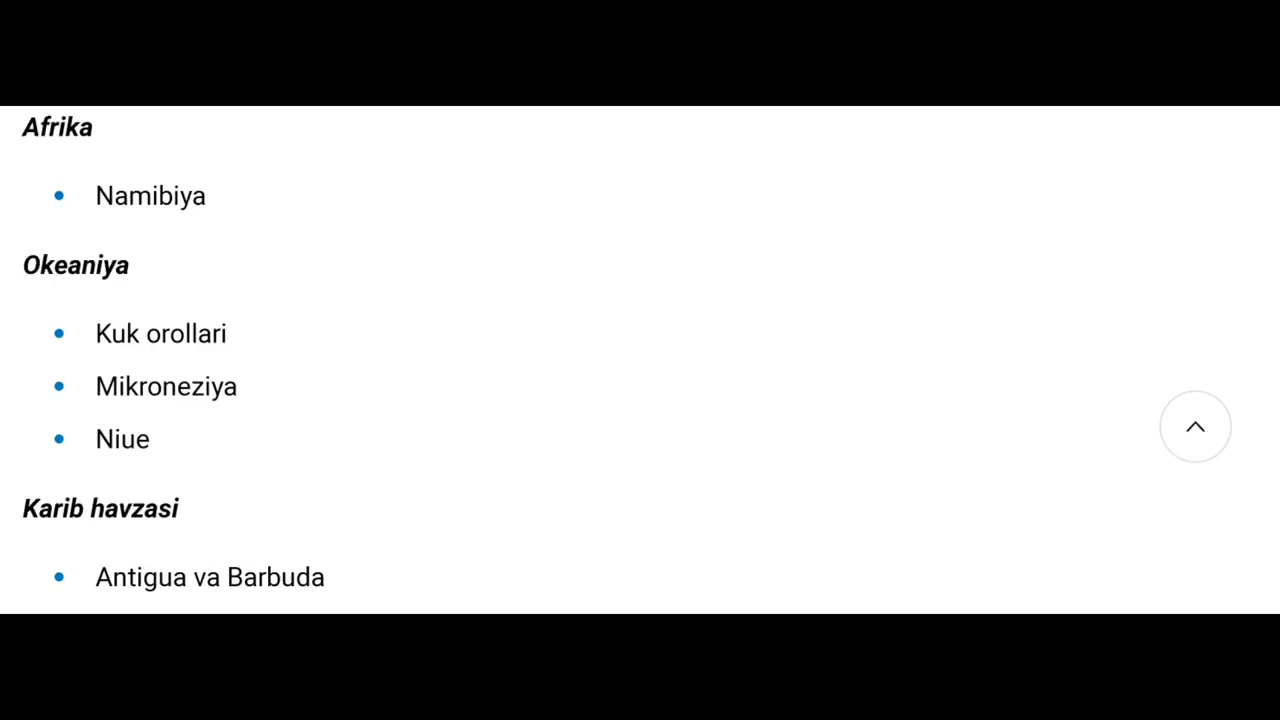 Afrika
Namibiya
Okeaniya
Kuk orollari
Mikroneziya
Niue
Karib havzasi
Antigua va Barbuda